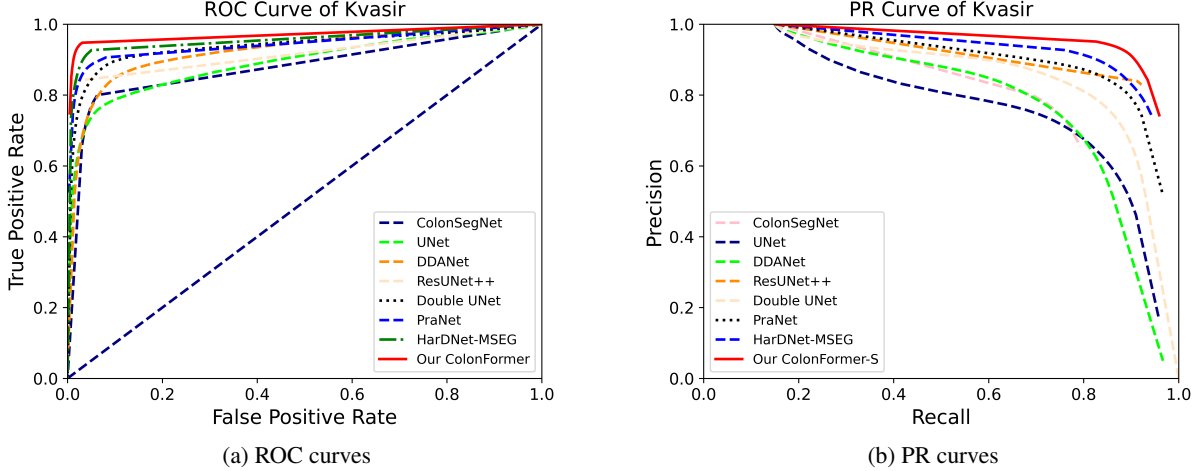 ROC Curve of Kvasir
1.0
0.8
0.6
0.4
0.2
0.0
True Positive Rate
ColonSegNet
UNet
DDANet
ResUNet++
Double UNet
PraNet
HarDNet-MSEG
Our ColonFormer
0.0 0.2 0.4 0.6 0.8 1.0
False Positive Rate
(a) ROC curves
PR Curve of Kvasir
1.0
0.8
0.6
0.4
0.2
0.0
Precision
ColonSegNet
UNet
DDANet
ResUNet++
Double UNet
PraNet
HarDNet-MSEG
Our ColonFormer-S
0.0 0.2 0.4 0.6 0.8 1.0
Recall
(b) PR curves